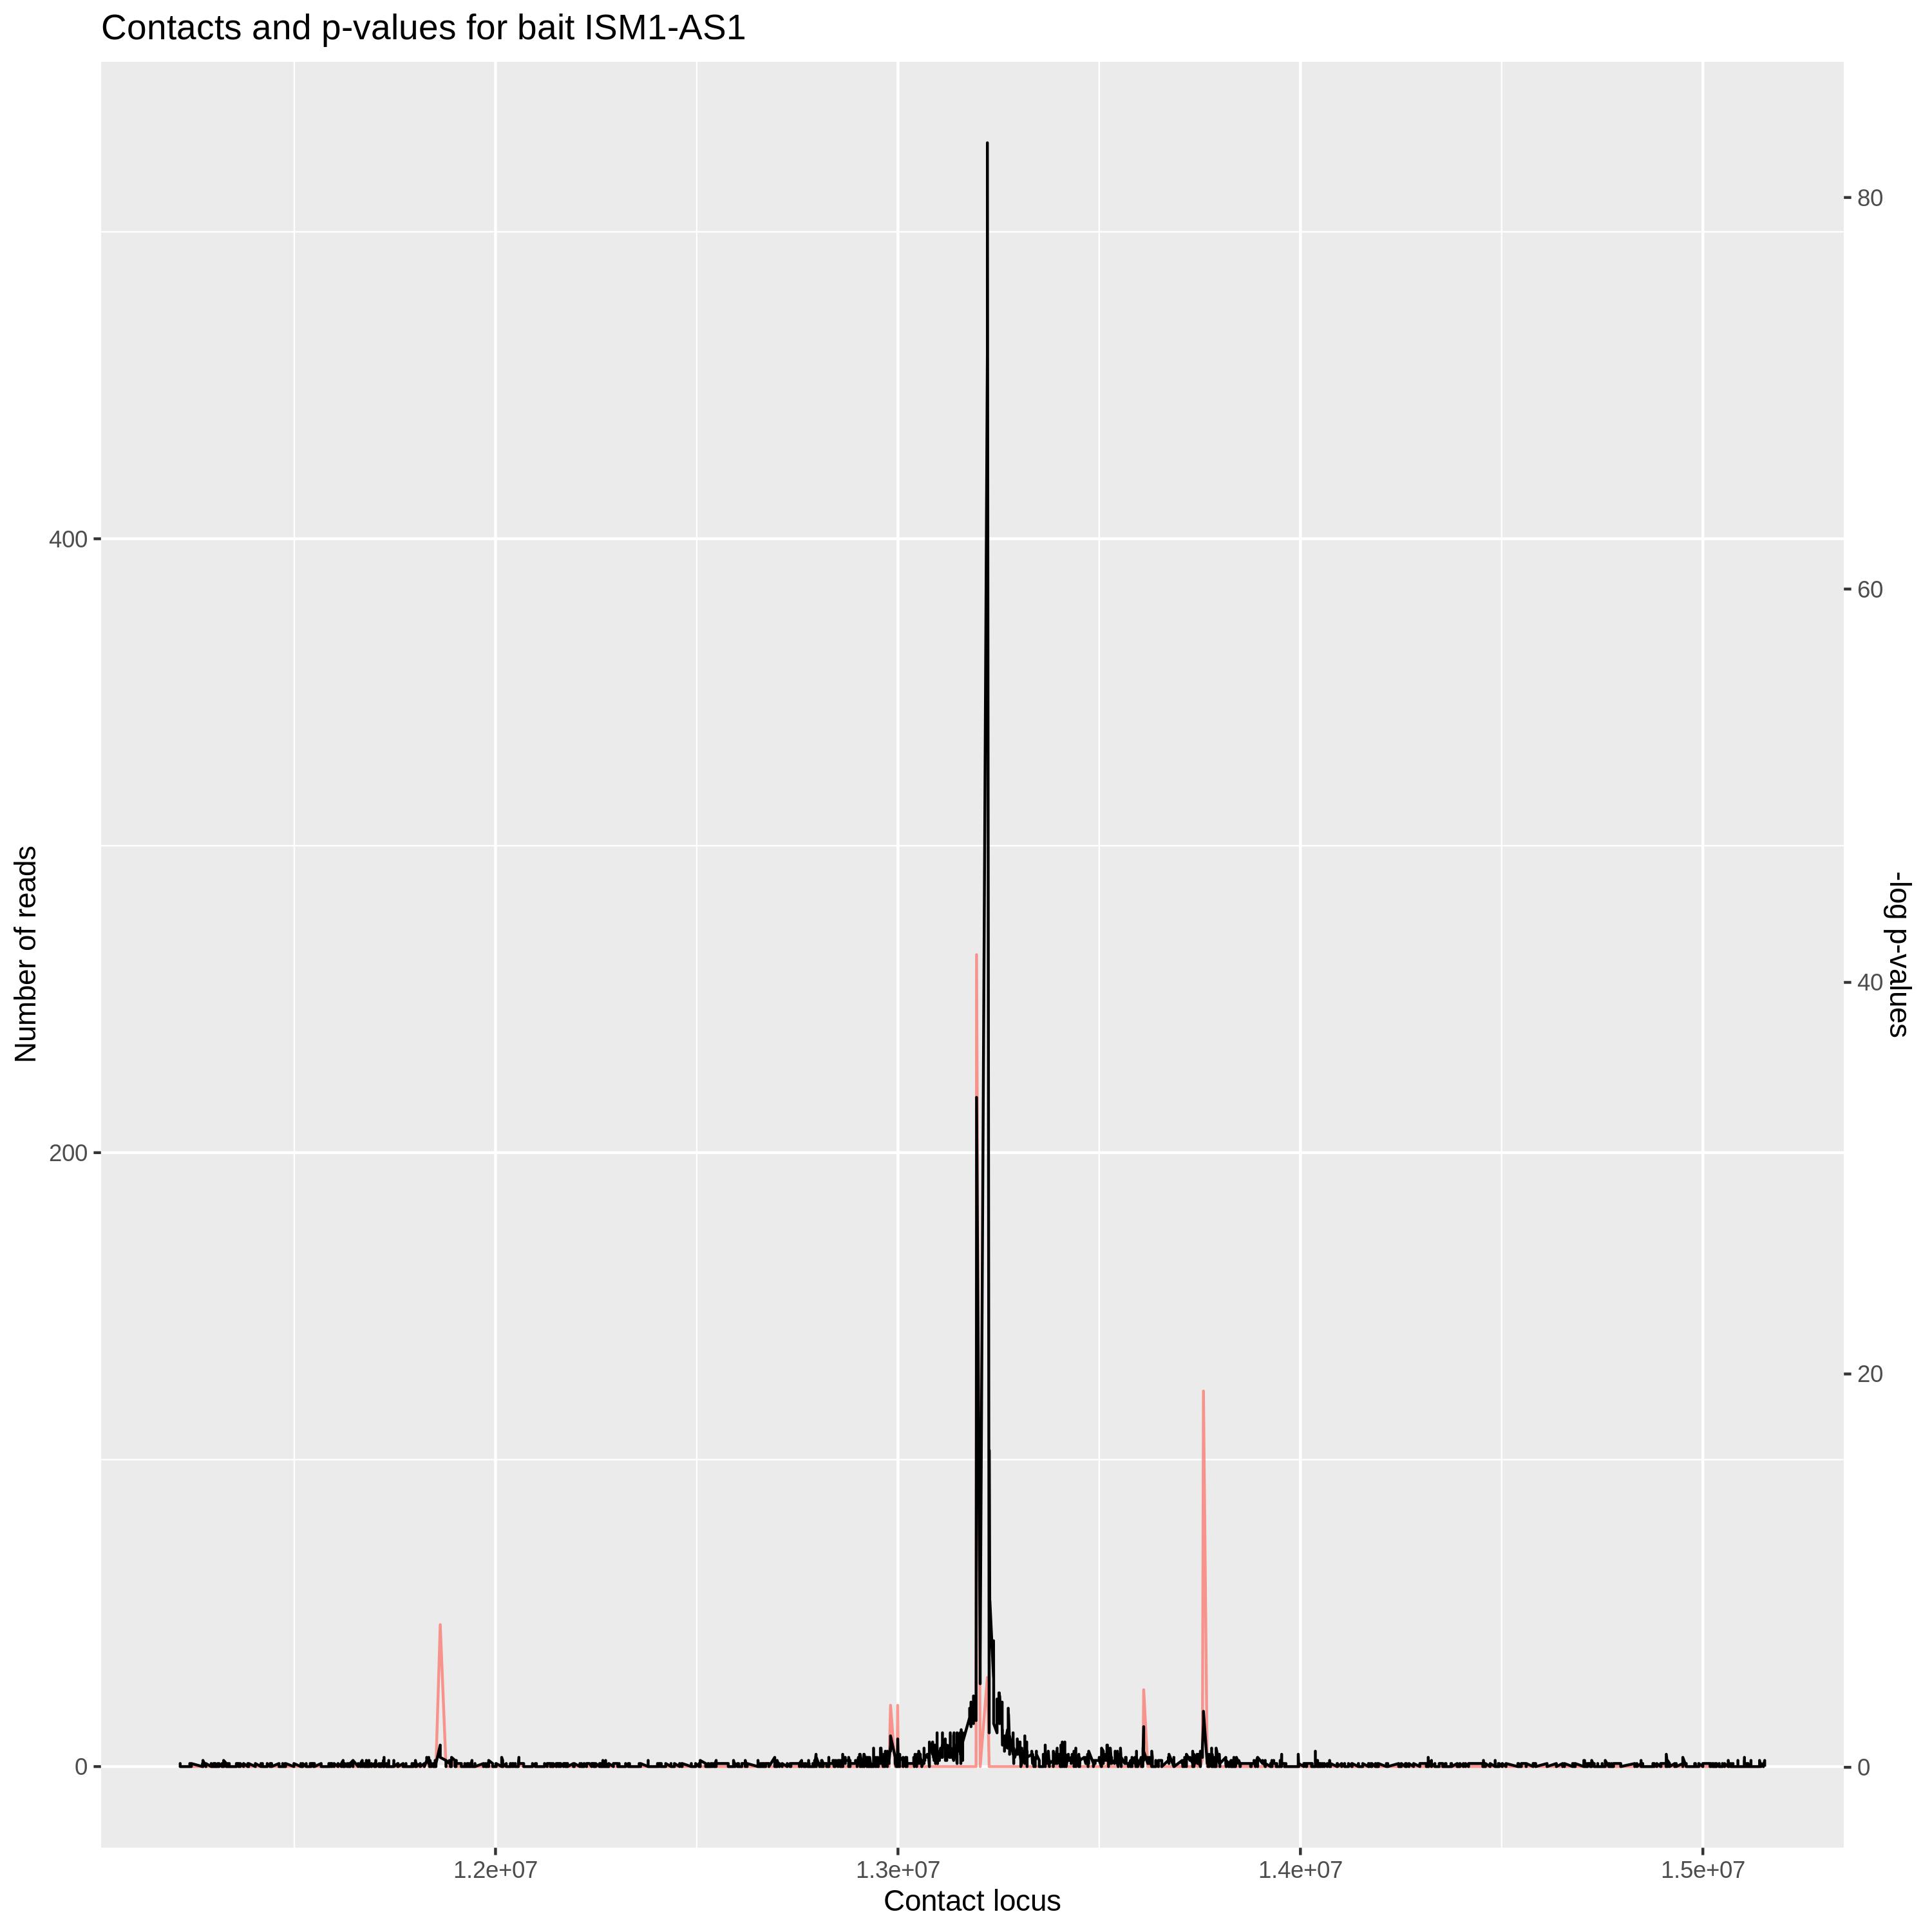 Contacts and p-values for bait ISM1-AS1
80
400
60
Number of reads
-log p-values
40
200
20
0
0
1.2e+07
1.3e+07
1.4e+07
1.5e+07
Contact locus